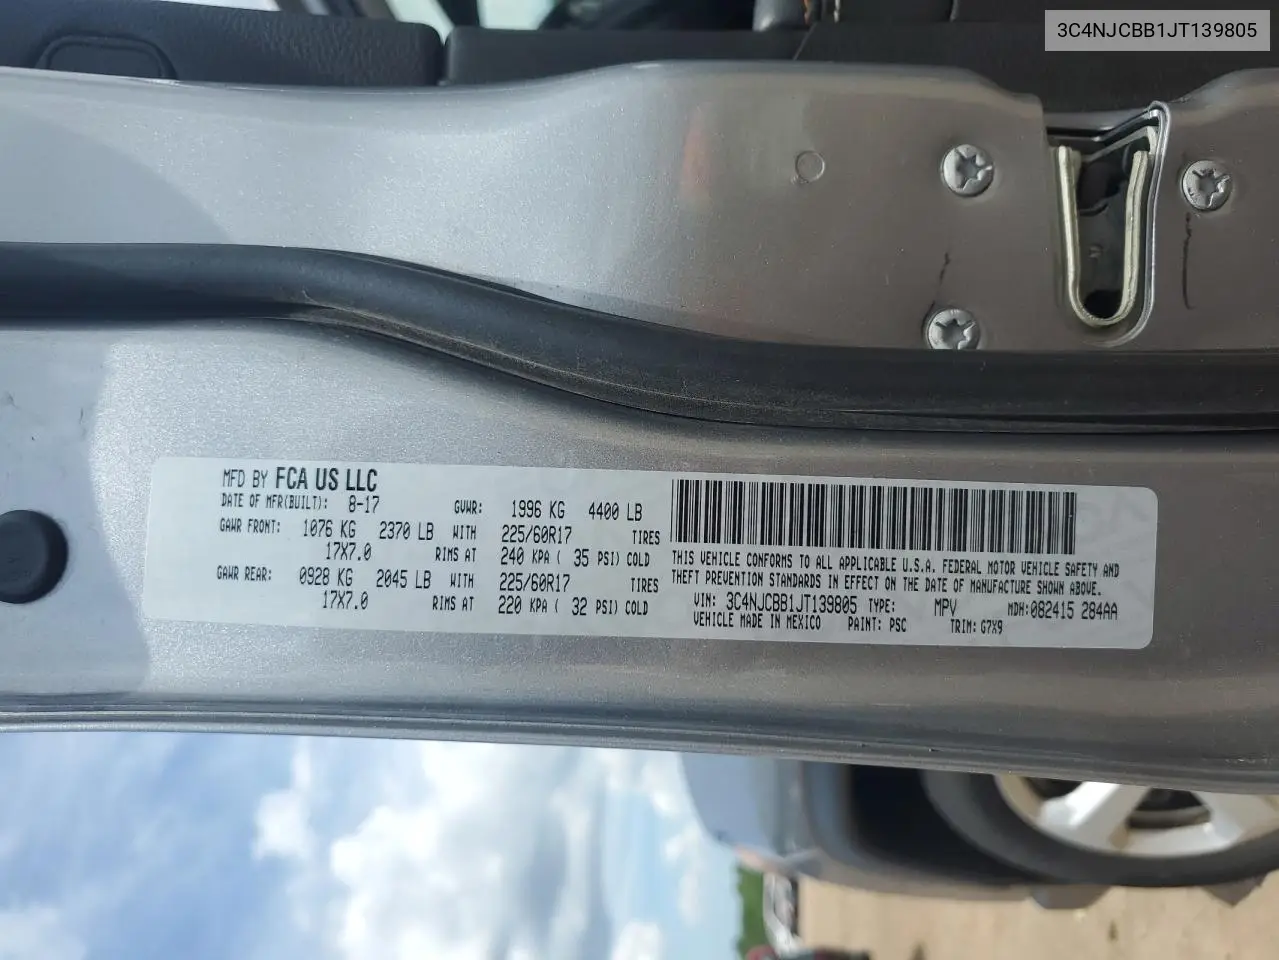 3C4NJCBB1JT139805
MFD BY FCA US LLC
DATE OF MFR(BUILT): 8-17 GVWR: 1996 KG 4400 LB
GAWR FRONT: 1076 KG 2370 LB WITH 225/60R17 TIRES
17X7.0 RIMS AT 240 KPA ( 35 PSI) COLD
GAWR REAR: 0928 KG 2045 LB WITH 225/60R17 TIRES
17X7.0 RIMS AT 220 KPA ( 32 PSI) COLD
THIS VEHICLE CONFORMS TO ALL APPLICABLE U.S.A. FEDERAL MOTOR VEHICLE SAFETY AND
THEFT PREVENTION STANDARDS IN EFFECT ON THE DATE OF MANUFACTURE SHOWN ABOVE.
VIN: 3C4NJCBB1JT139805 TYPE: MPV MDH:082415 284AA
VEHICLE MADE IN MEXICO PAINT: PSC TRIM: G7X9